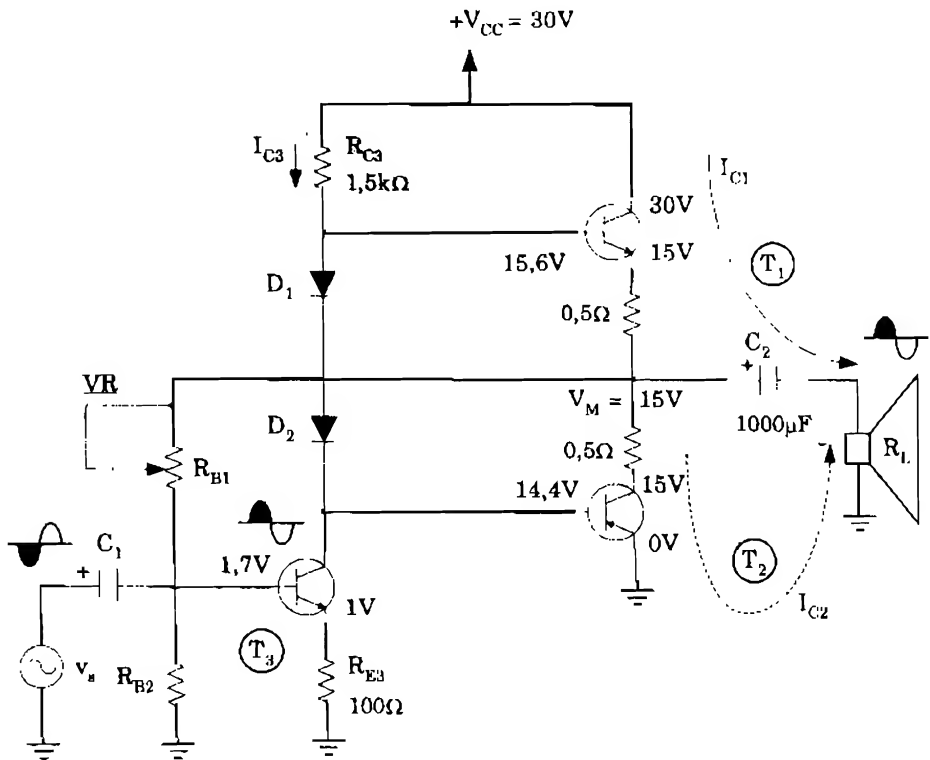 +V_CC = 30V
I_C3
R_C3
1,5kΩ
I_C1
30V
15,6V
15V
T_1
D_1
0,5Ω
C_2
+
VR
V_M = 15V
1000µF
D_2
0,5Ω
R_L
R_B1
14,4V
15V
C_1
+
1,7V
0V
T_2
1V
I_C2
T_3
v_s
R_B2
R_E3
100Ω